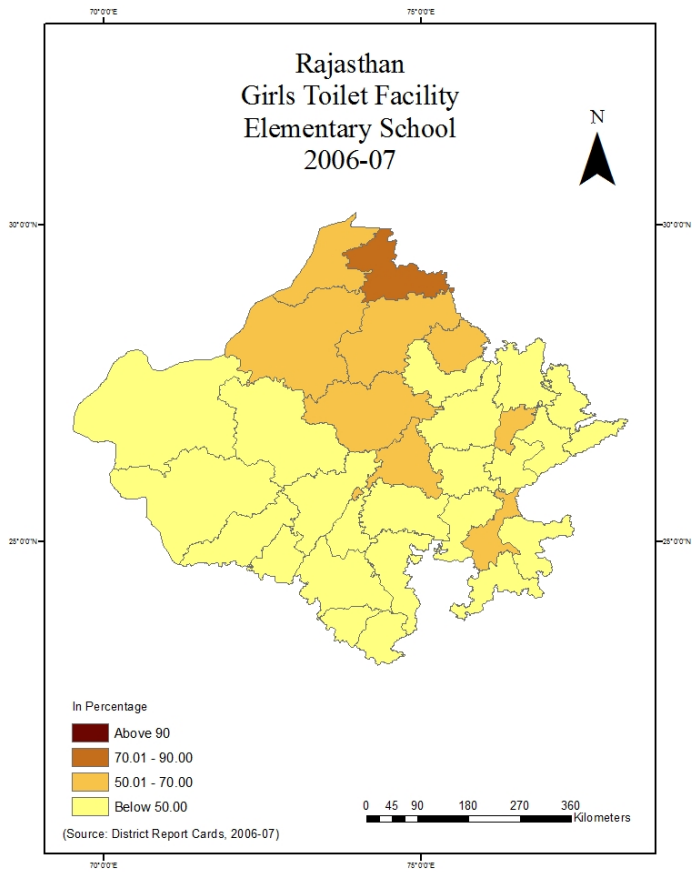 70°0'0"E 75°0'0"E
Rajasthan
Girls Toilet Facility
Elementary School
2006-07
N
30°0'0"N 30°0'0"N
25°0'0"N 25°0'0"N
In Percentage
Above 90
70.01 - 90.00
50.01 - 70.00
Below 50.00
0 45 90 180 270 360
Kilometers
(Source: District Report Cards, 2006-07)
70°0'0"E 75°0'0"E